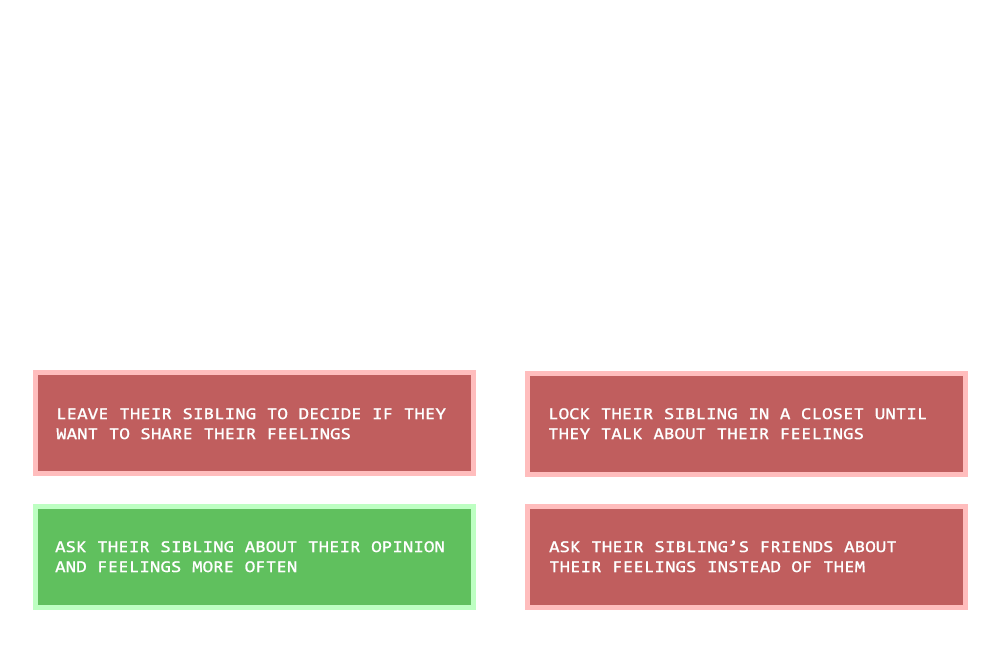 LEAVE THEIR SIBLING TO DECIDE IF THEY
WANT TO SHARE THEIR FEELINGS
LOCK THEIR SIBLING IN A CLOSET UNTIL
THEY TALK ABOUT THEIR FEELINGS
ASK THEIR SIBLING ABOUT THEIR OPINION
AND FEELINGS MORE OFTEN
ASK THEIR SIBLING’S FRIENDS ABOUT
THEIR FEELINGS INSTEAD OF THEM